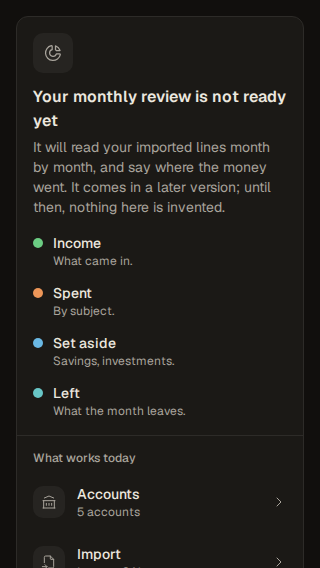 Your monthly review is not ready
yet
It will read your imported lines month
by month, and say where the money
went. It comes in a later version; until
then, nothing here is invented.
Income
What came in.
Spent
By subject.
Set aside
Savings, investments.
Left
What the month leaves.
What works today
Accounts
5 accounts
Import